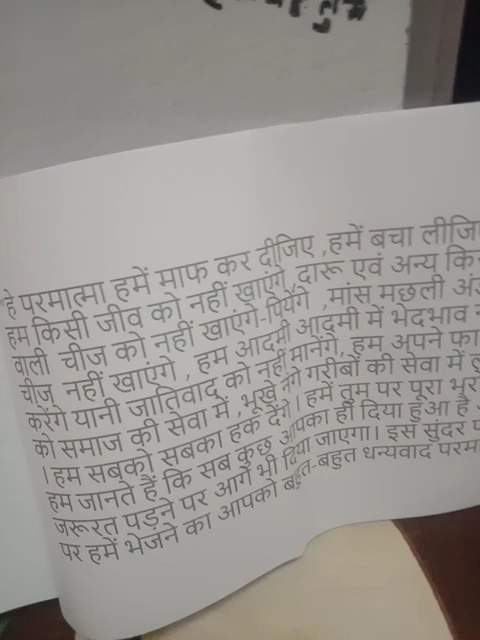 हे परमात्मा हमें माफ कर दीजिए ,हमें बचा
हम किसी जीव को नहीं खाएंगे, दारू एवं अन्य
वाली चीज को नहीं खाएंगे-पियेंगे ,मांस मछली
चीज़ नहीं खाएंगे , हम आदमी आदमी में भेदभाव
करेंगे यानी जातिवाद को नहीं मानेंगे, हम अपने
को समाज की सेवा में ,भूखे नंगे गरीबों की सेवा में
। हम सबको सबका हक देंगे। हमें तुम पर पूरा
हम जानते हैं कि सब कुछ आपका ही दिया हुआ है
जरूरत पड़ने पर आगे भी दिया जाएगा। इस सुंदर
पर हमें भेजने का आपको बहुत-बहुत धन्यवाद